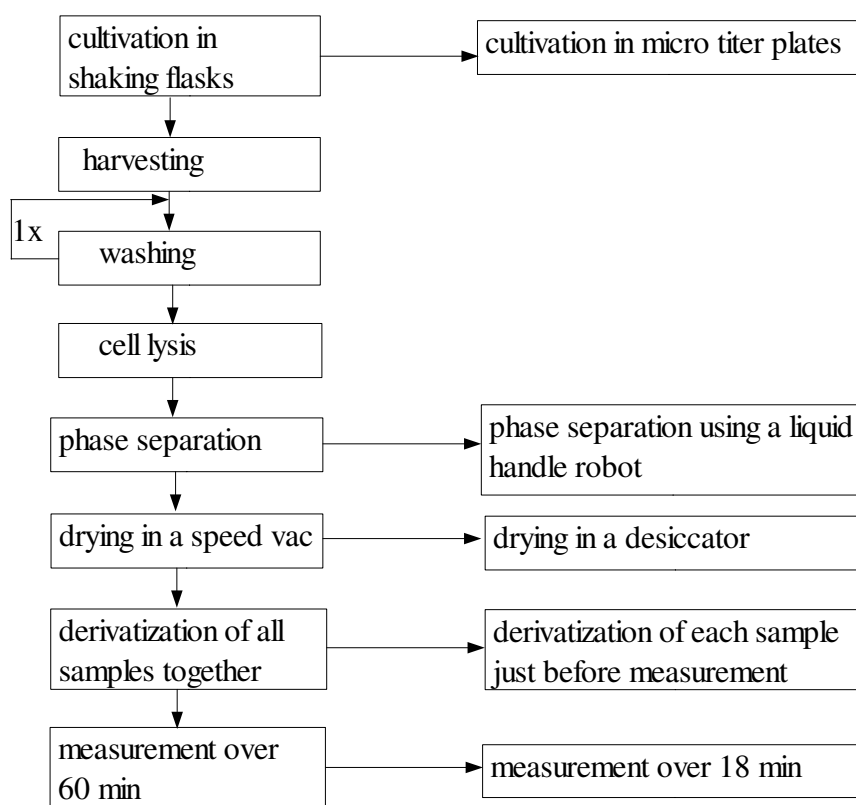 cultivation in
shaking flasks
cultivation in micro titer plates
harvesting
1x
washing
cell lysis
phase separation
phase separation using a liquid
handle robot
drying in a speed vac
drying in a desiccator
derivatization of all
samples together
derivatization of each sample
just before measurement
measurement over
60 min
measurement over 18 min